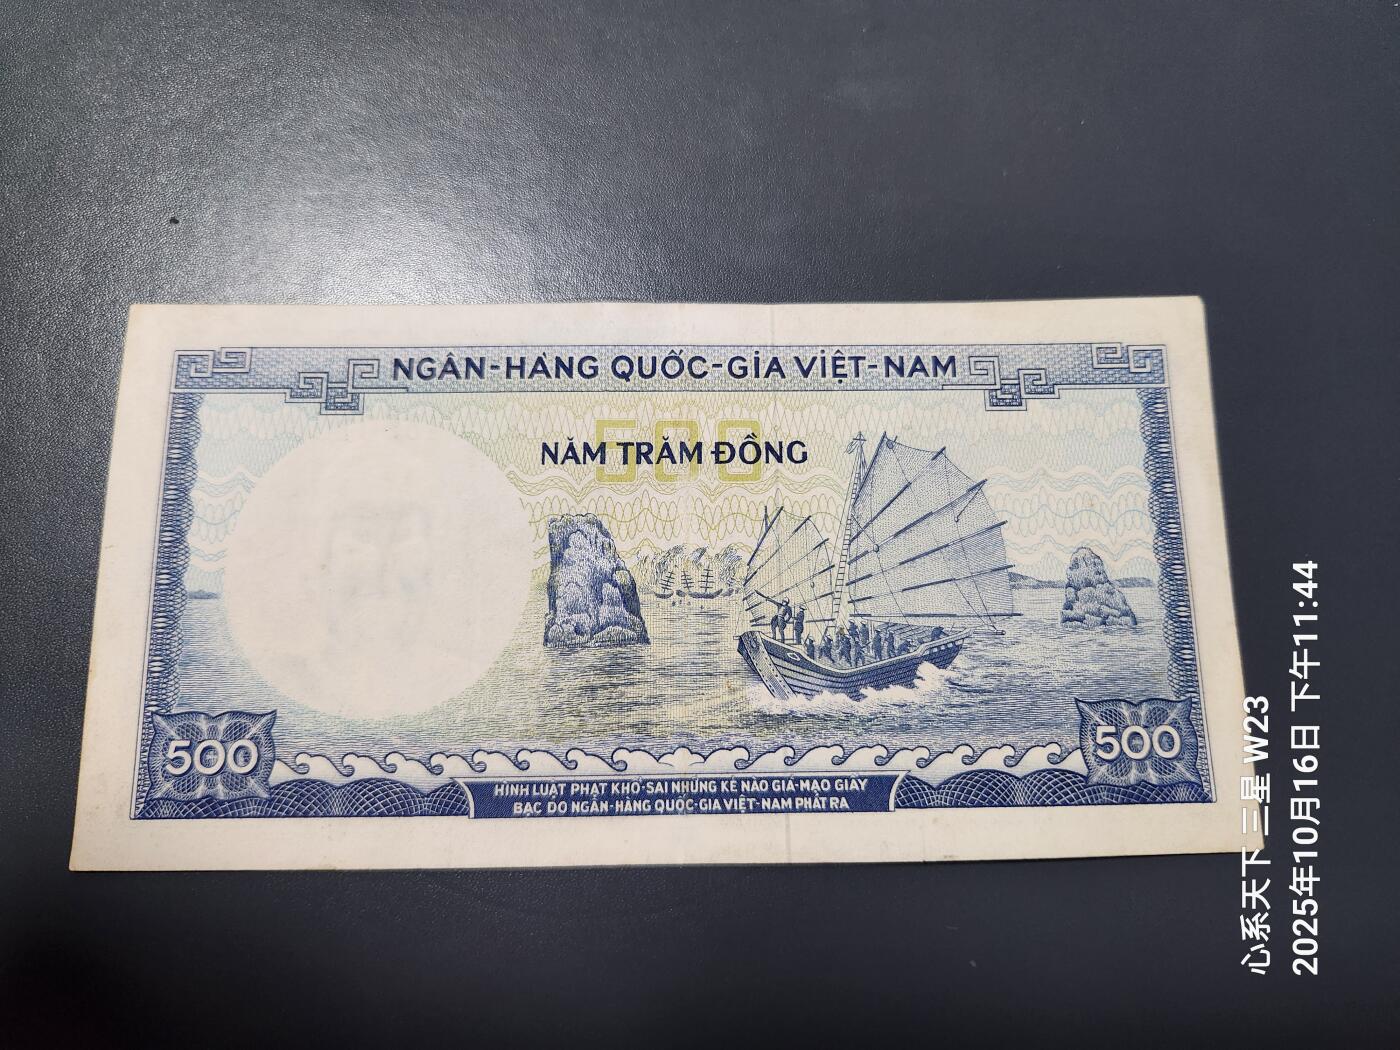 NGÂN-HÀNG QUỐC-GIA VIỆT-NAM
500
NĂM TRĂM ĐỒNG
500
500
HÌNH LUẬT PHẠT KHỔ-SAI NHỮNG KẺ NÀO GIẢ-MẠO GIẤY
BẠC DO NGÂN-HÀNG QUỐC-GIA VIỆT-NAM PHÁT RA
心系天下 三星 W23
2025年10月16日 下午11:44